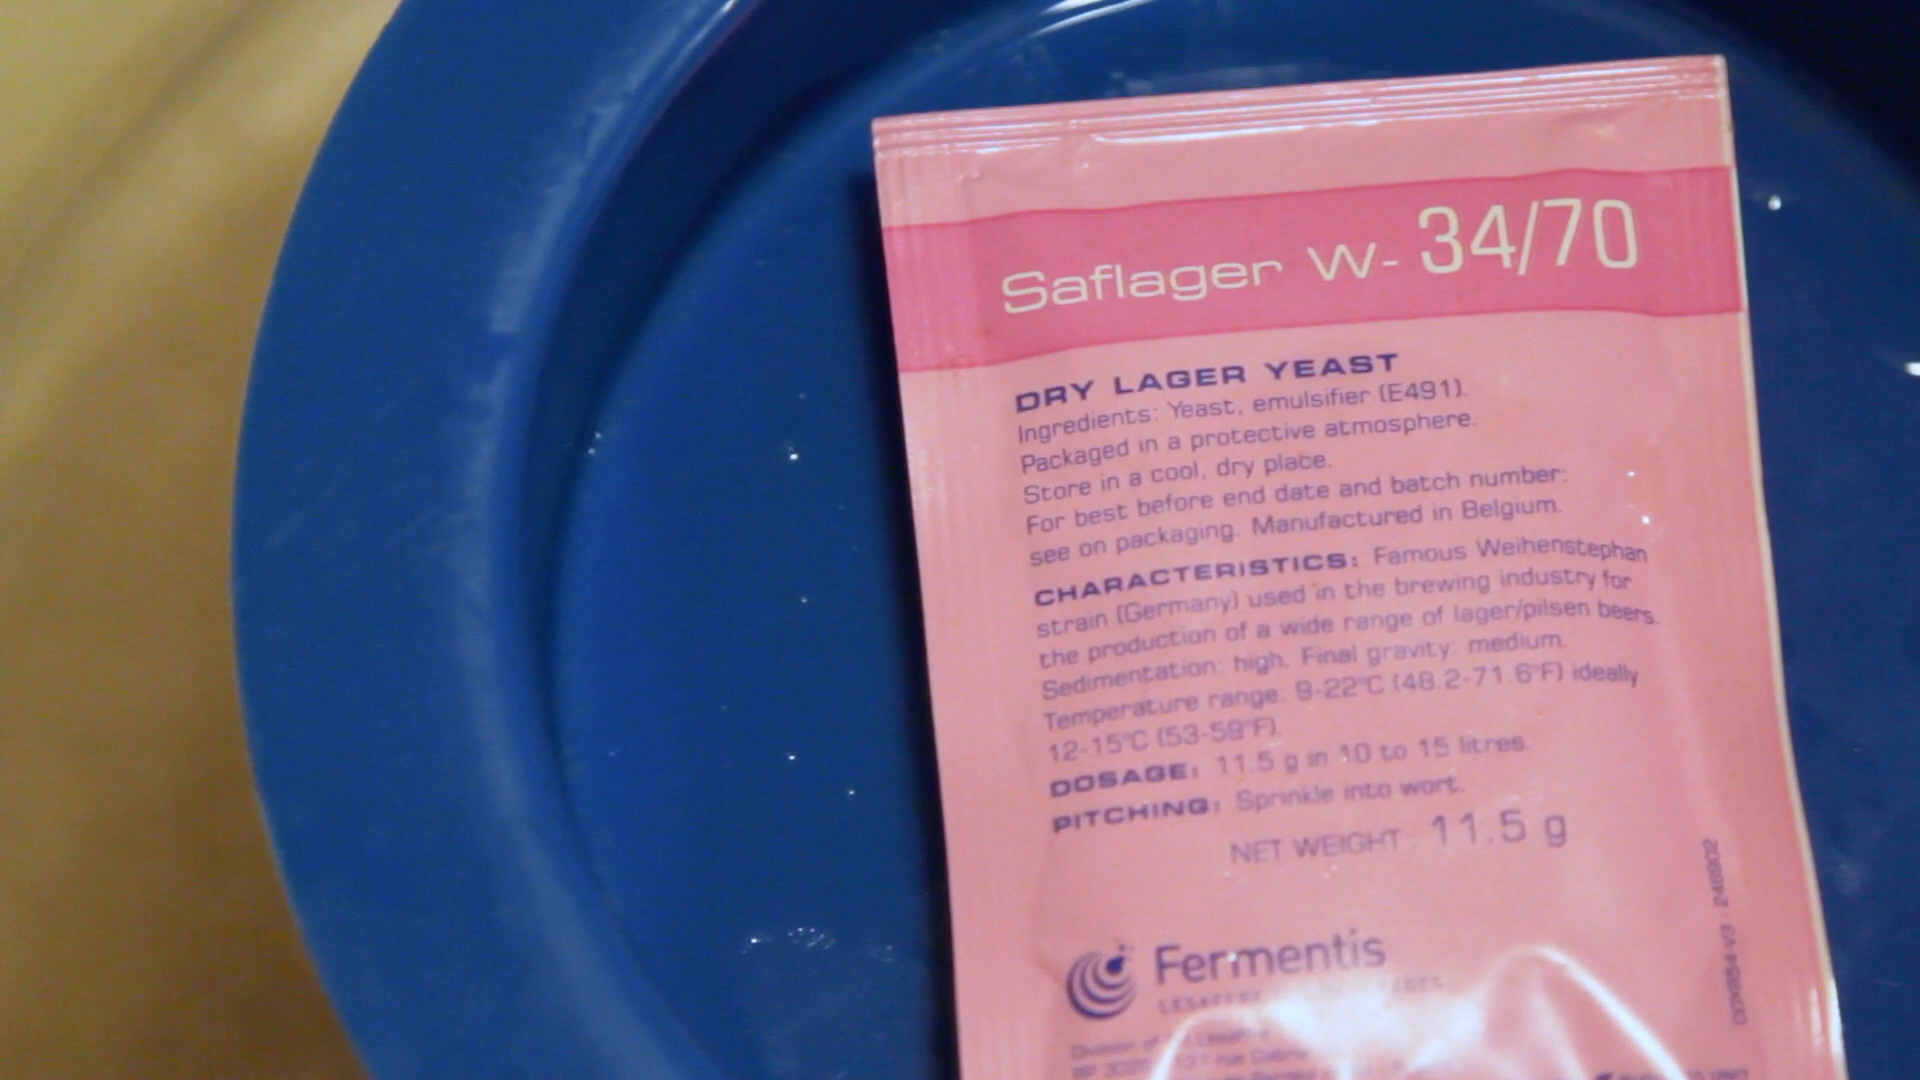 Saflager W-34/70
DRY LAGER YEAST
Ingredients: Yeast, emulsifier (E491).
Packaged in a protective atmosphere.
Store in a cool, dry place.
For best before end date and batch number:
see on packaging. Manufactured in Belgium.
CHARACTERISTICS: Famous Weihenstephan
strain (Germany) used in the brewing industry for
the production of a wide range of lager/pilsen beers.
Sedimentation: high. Final gravity: medium.
Temperature range: 9-22°C (48.2-71.6°F) ideally
12-15°C (53-59°F).
DOSAGE: 11.5 g in 10 to 15 litres.
PITCHING: Sprinkle into wort.
NET WEIGHT 11.5 g
Fermentis
Division of